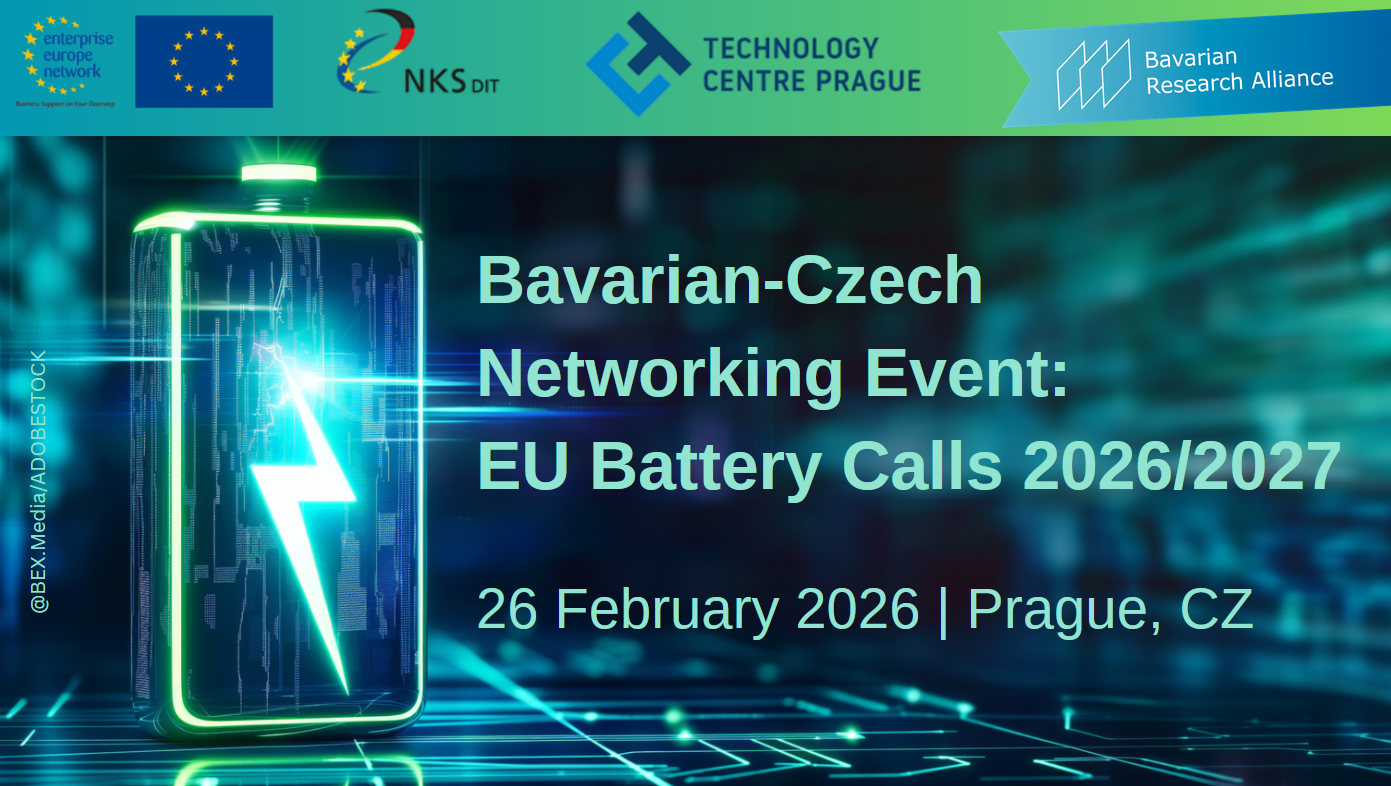 enterprise
europe
network
Business Support on Your Doorstep
NKS DIT
TECHNOLOGY
CENTRE PRAGUE
Bavarian
Research Alliance
Bavarian-Czech
Networking Event:
EU Battery Calls 2026/2027
26 February 2026 | Prague, CZ
@BEX.Media/ADOBESTOCK